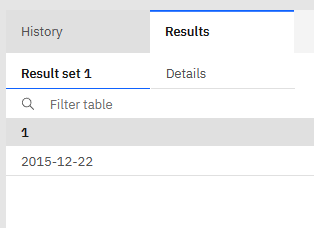 History Results
Result set 1 Details
Filter table
1
2015-12-22